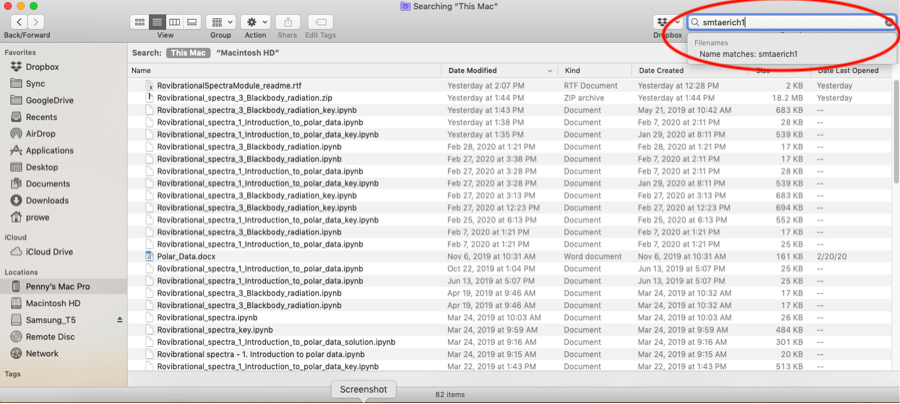 Searching “This Mac”
smtaerich1
Back/Forward View Group Action Share Edit Tags Dropbox
Filenames
Name matches: smtaerich1
Search: This Mac “Macintosh HD”
Favorites
Dropbox
Sync
GoogleDrive
Recents
AirDrop
Applications
Desktop
Documents
Downloads
prowe
iCloud
iCloud Drive
Locations
Penny's Mac Pro
Macintosh HD
Samsung_T5
Remote Disc
Network
Tags
Name Date Modified Kind Date Created Size Date Last Opened
RovibrationalSpectraModule_readme.rtf Yesterday at 2:07 PM RTF Document Yesterday at 12:28 PM 2 KB Yesterday
Rovibrational_spectra_3_Blackbody_radiation.zip Yesterday at 1:44 PM ZIP archive Yesterday at 1:44 PM 18.2 MB Yesterday
Rovibrational_spectra_3_Blackbody_radiation_key.ipynb Yesterday at 1:43 PM Document May 21, 2019 at 10:42 AM 683 KB --
Rovibrational_spectra_1_Introduction_to_polar_data.ipynb Yesterday at 1:38 PM Document Feb 7, 2020 at 2:11 PM 28 KB --
Rovibrational_spectra_1_Introduction_to_polar_data_key.ipynb Yesterday at 1:35 PM Document Jan 29, 2020 at 8:11 PM 539 KB --
Rovibrational_spectra_3_Blackbody_radiation.ipynb Feb 28, 2020 at 1:21 PM Document Feb 28, 2020 at 1:21 PM 17 KB --
Rovibrational_spectra_3_Blackbody_radiation.ipynb Feb 27, 2020 at 3:38 PM Document Feb 7, 2020 at 2:11 PM 17 KB --
Rovibrational_spectra_1_Introduction_to_polar_data.ipynb Feb 27, 2020 at 3:28 PM Document Feb 7, 2020 at 2:11 PM 28 KB --
Rovibrational_spectra_1_Introduction_to_polar_data_key.ipynb Feb 27, 2020 at 3:28 PM Document Jan 29, 2020 at 8:11 PM 539 KB --
Rovibrational_spectra_3_Blackbody_radiation_key.ipynb Feb 27, 2020 at 3:21 PM Document Feb 27, 2020 at 3:21 PM 683 KB --
Rovibrational_spectra_3_Blackbody_radiation_key.ipynb Feb 27, 2020 at 12:23 PM Document Feb 27, 2020 at 12:23 PM 694 KB --
Rovibrational_spectra_1_Introduction_to_polar_data_key.ipynb Feb 25, 2020 at 6:13 PM Document Feb 25, 2020 at 6:13 PM 552 KB --
Rovibrational_spectra_3_Blackbody_radiation.ipynb Feb 7, 2020 at 1:21 PM Document Feb 7, 2020 at 1:21 PM 17 KB --
Rovibrational_spectra_1_Introduction_to_polar_data.ipynb Feb 7, 2020 at 1:21 PM Document Feb 7, 2020 at 1:21 PM 25 KB --
Polar_Data.docx Nov 6, 2019 at 10:31 AM Word document Nov 6, 2019 at 10:31 AM 161 KB 2/20/20
Rovibrational_spectra_1_Introduction_to_polar_data.ipynb Oct 22, 2019 at 1:04 PM Document Jun 13, 2019 at 5:07 PM 25 KB --
Rovibrational_spectra_1_Introduction_to_polar_data.ipynb Jun 13, 2019 at 5:07 PM Document Jun 13, 2019 at 5:07 PM 25 KB --
Rovibrational_spectra_3_Blackbody_radiation.ipynb Apr 19, 2019 at 9:46 AM Document Mar 24, 2019 at 10:32 AM 17 KB --
Rovibrational_spectra_3_Blackbody_radiation.ipynb Apr 19, 2019 at 9:46 AM Document Mar 24, 2019 at 10:32 AM 17 KB --
Rovibrational_spectra.ipynb Mar 24, 2019 at 10:03 AM Document Mar 24, 2019 at 10:03 AM 26 KB --
Rovibrational_spectra_key.ipynb Mar 24, 2019 at 9:59 AM Document Mar 24, 2019 at 9:59 AM 484 KB --
Rovibrational_spectra_1_Introduction_to_polar_data_solution.ipynb Mar 24, 2019 at 9:16 AM Document Mar 24, 2019 at 9:16 AM 301 KB --
Rovibrational spectra - 1. Introduction to polar data.ipynb Mar 24, 2019 at 9:15 AM Document Mar 24, 2019 at 9:15 AM 20 KB --
Rovibrational_spectra_1_Introduction_to_polar_data_key.ipynb Mar 22, 2019 at 1:43 PM Document Mar 22, 2019 at 1:43 PM 513 KB --
Screenshot
82 items